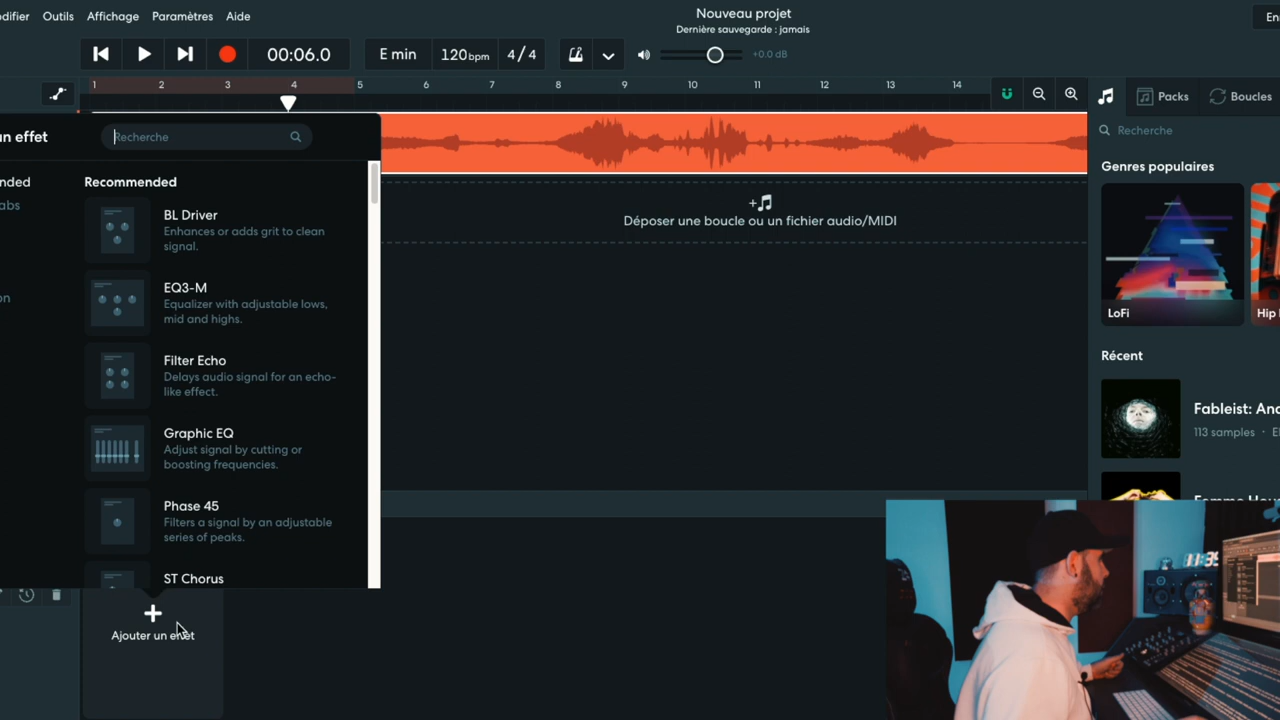 odifier Outils Affichage Paramètres Aide
Nouveau projet
Dernière sauvegarde : jamais
En
00:06.0
E min
120bpm
4/4
+0.0 dB
1 2 3 4 5 6 7 8 9 10 11 12 13 14
Packs
Boucles
un effet
Recherche
Recherche
Genres populaires
nded
abs
on
Recommended
BL Driver
Enhances or adds grit to clean
signal.
EQ3-M
Equalizer with adjustable lows,
mid and highs.
Filter Echo
Delays audio signal for an echo-
like effect.
Graphic EQ
Adjust signal by cutting or
boosting frequencies.
Phase 45
Filters a signal by an adjustable
series of peaks.
ST Chorus
Déposer une boucle ou un fichier audio/MIDI
LoFi
Hip
Récent
Fableist: And
113 samples · El
Ajouter un effet
11:39